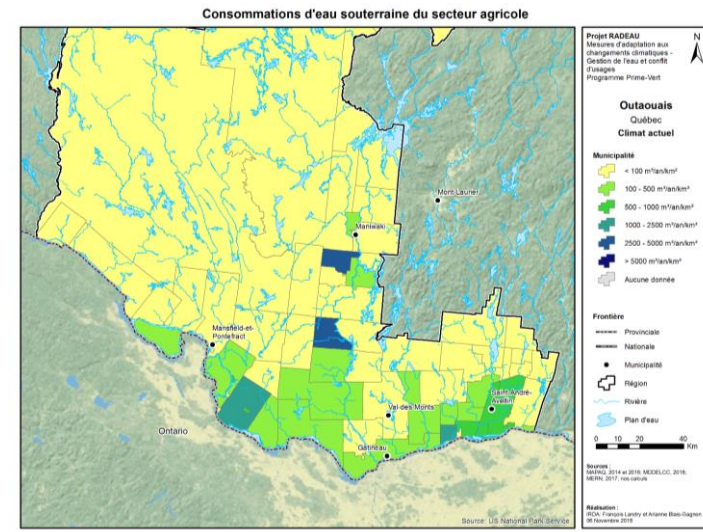 Consommations d'eau souterraine du secteur agricole
Projet RADEAU
Mesures d'adaptation aux
changements climatiques -
Gestion de l'eau et conflit
d'usages
Programme Prime-Vert
N
Outaouais
Québec
Climat actuel
Municipalité
< 100 m³/an/km²
100 - 500 m³/an/km²
500 - 1000 m³/an/km²
1000 - 2500 m³/an/km²
2500 - 5000 m³/an/km²
> 5000 m³/an/km²
Aucune donnée
Frontière
Provinciale
Nationale
Municipalité
Région
Rivière
Plan d'eau
0 10 20 40
Km
Sources :
MAPAQ, 2014 et 2016; MDDELCC, 2016;
MERN, 2017; nos calculs
Réalisation :
IRDA: François Landry et Arianne Blais-Gagnon
06 Novembre 2018
Mont-Laurier
Maniwaki
Mansfield-et-
Pontefract
Saint-André-
Avellin
Val-des-Monts
Ontario
Gatineau
Source: US National Park Service